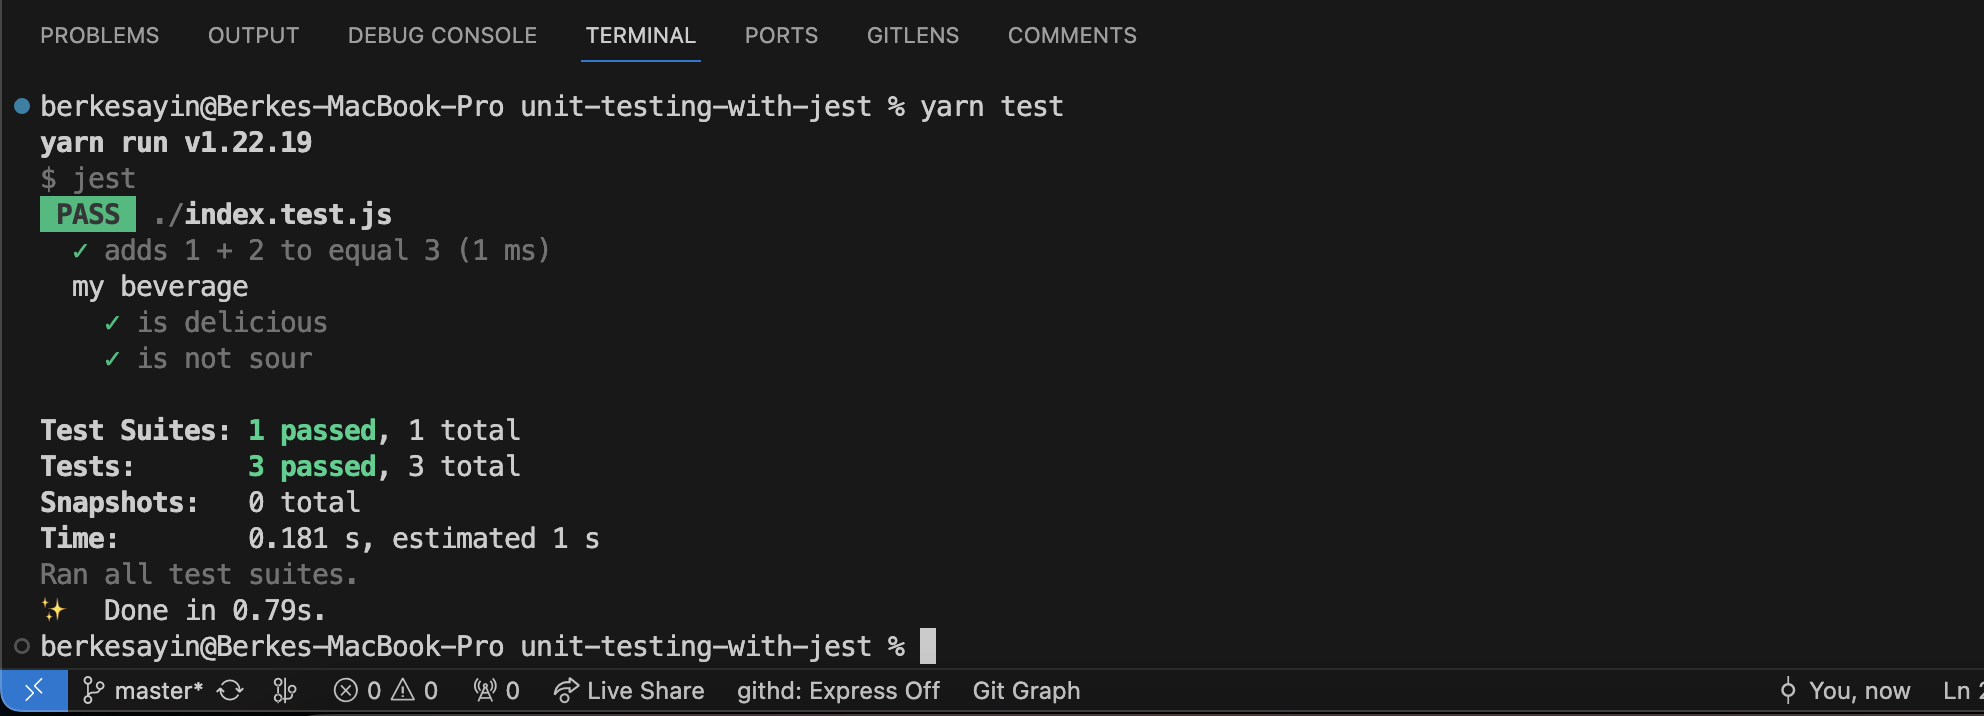 PROBLEMS OUTPUT DEBUG CONSOLE TERMINAL PORTS GITLENS COMMENTS
berkesayin@Berkes-MacBook-Pro unit-testing-with-jest % yarn test
yarn run v1.22.19
$ jest
PASS ./index.test.js
✓ adds 1 + 2 to equal 3 (1 ms)
my beverage
✓ is delicious
✓ is not sour
Test Suites: 1 passed, 1 total
Tests: 3 passed, 3 total
Snapshots: 0 total
Time: 0.181 s, estimated 1 s
Ran all test suites.
✨ Done in 0.79s.
berkesayin@Berkes-MacBook-Pro unit-testing-with-jest %
master* 0 0 0 Live Share githd: Express Off Git Graph You, now Ln